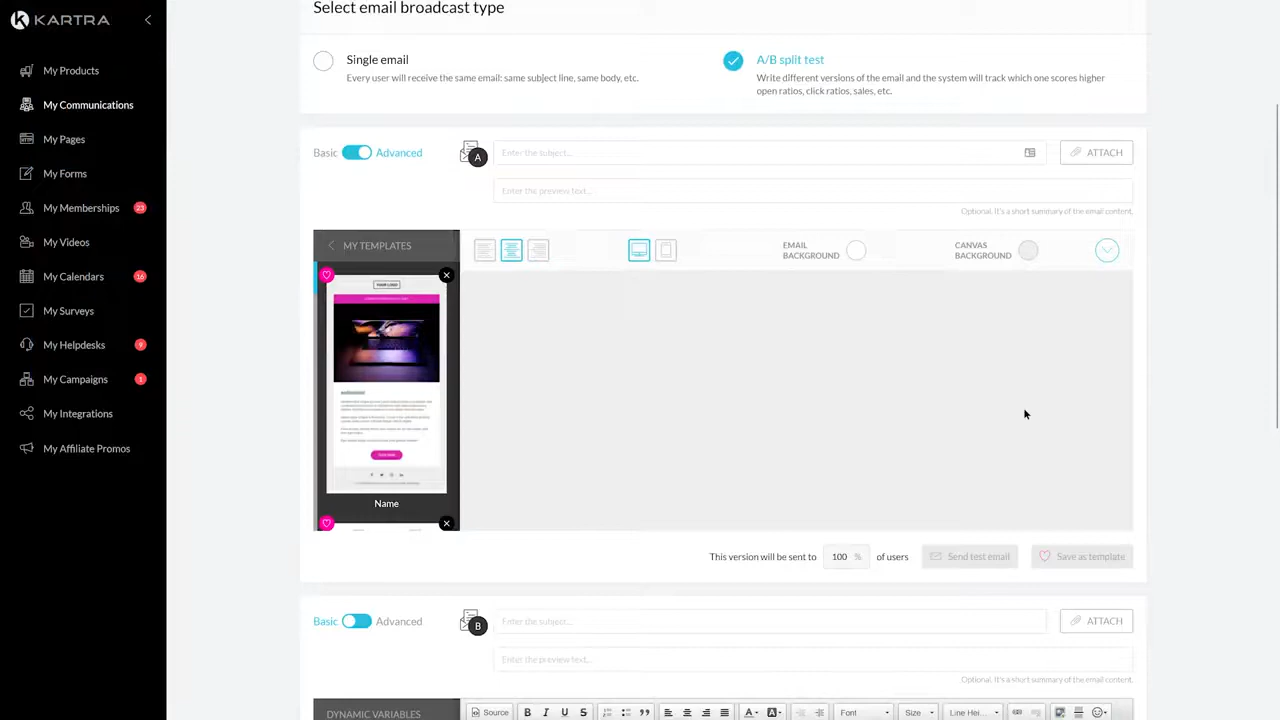 KARTRA
My Products
My Communications
My Pages
My Forms
My Memberships 23
My Videos
My Calendars 16
My Surveys
My Helpdesks 9
My Campaigns 1
My Integrations
My Affiliate Promos
Select email broadcast type
Single email
Every user will receive the same email: same subject line, same body, etc.
A/B split test
Write different versions of the email and the system will track which one scores higher
open ratios, click ratios, sales, etc.
Basic Advanced A Enter the subject... ATTACH
Enter the preview text...
Optional. It's a short summary of the email content.
MY TEMPLATES
EMAIL
BACKGROUND
CANVAS
BACKGROUND
YOUR LOGO
Name
This version will be sent to 100 % of users Send test email Save as template
Basic Advanced B Enter the subject... ATTACH
Enter the preview text...
Optional. It's a short summary of the email content.
DYNAMIC VARIABLES
Source B I U S Font Size Line Hei...